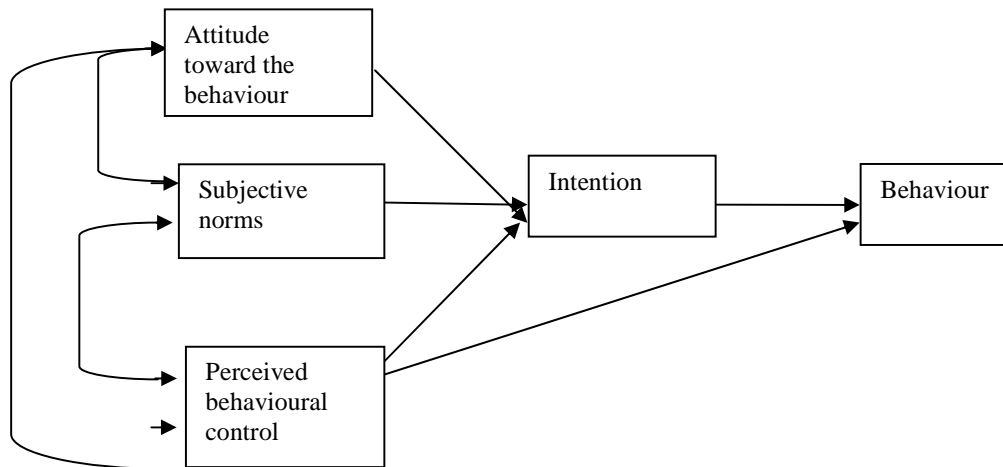 Attitude
toward the
behaviour
Subjective
norms
Perceived
behavioural
control
Intention
Behaviour